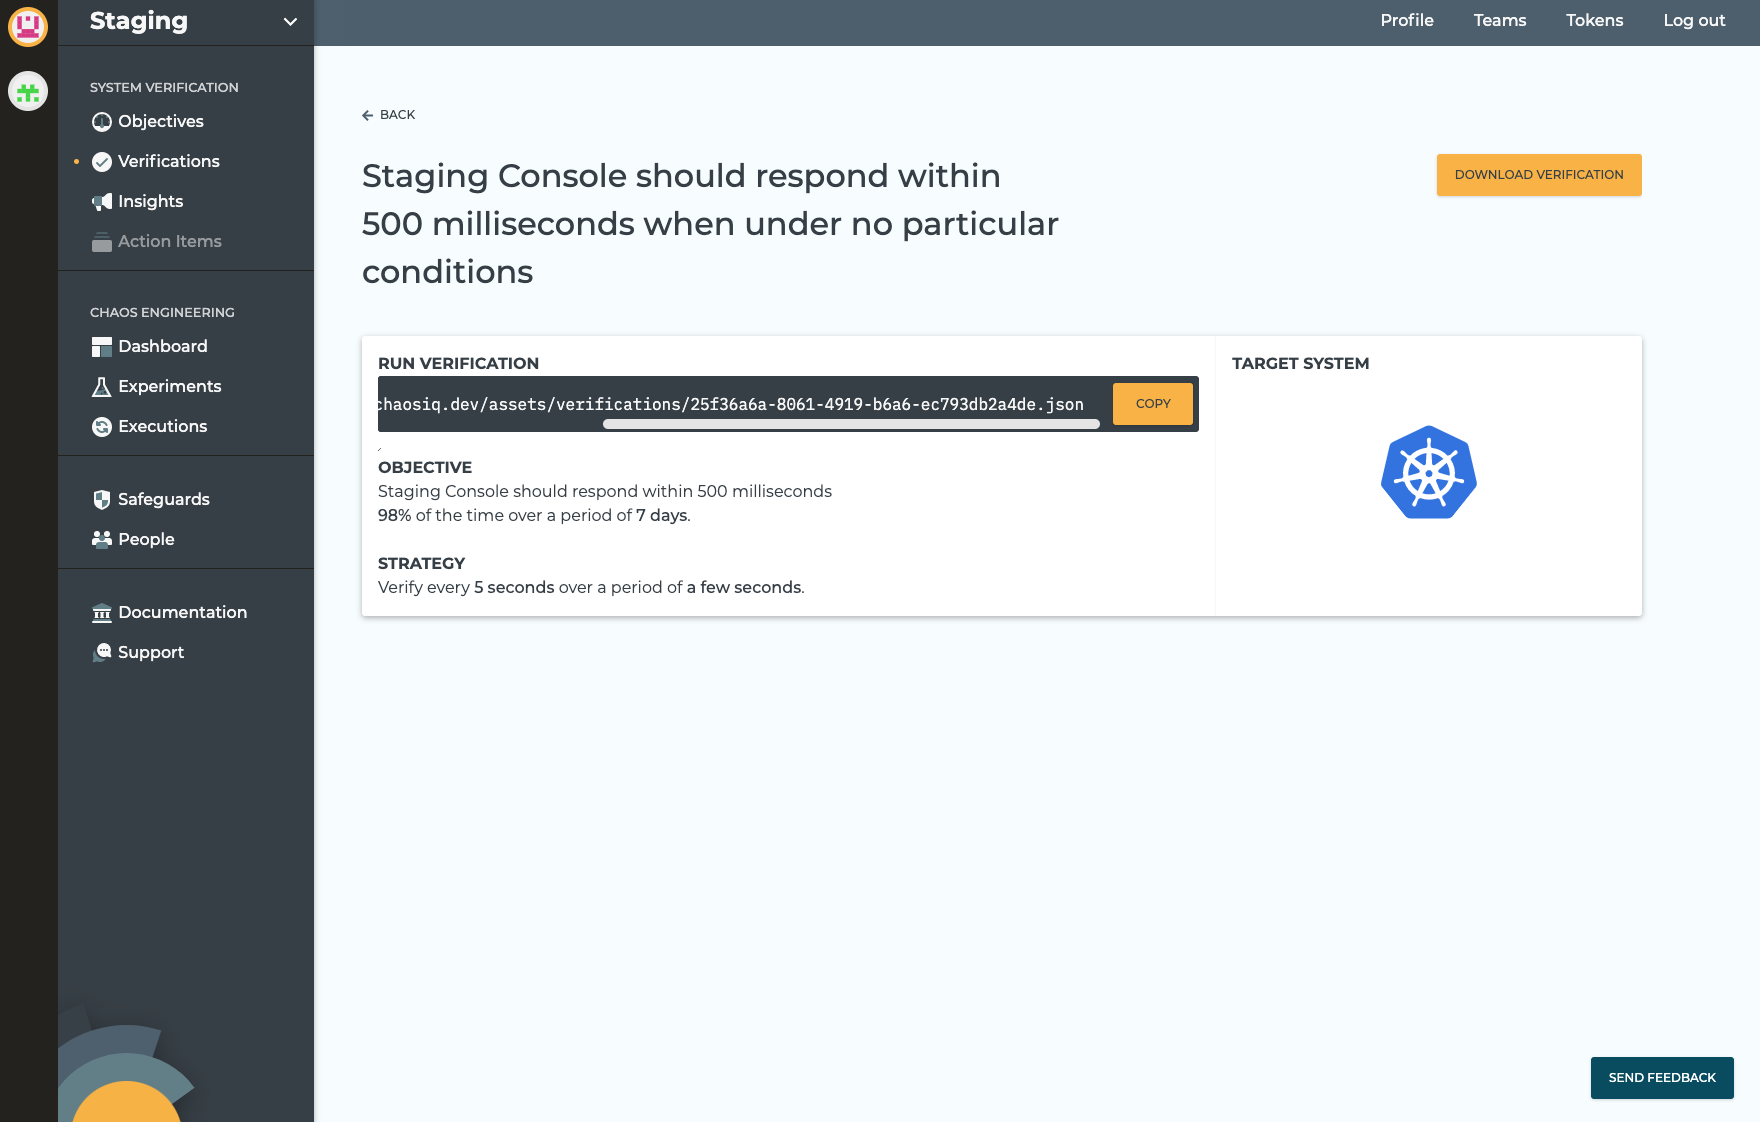 Staging
Profile
Teams
Tokens
Log out
SYSTEM VERIFICATION
Objectives
Verifications
Insights
Action Items
CHAOS ENGINEERING
Dashboard
Experiments
Executions
Safeguards
People
Documentation
Support
BACK
Staging Console should respond within
500 milliseconds when under no particular
conditions
DOWNLOAD VERIFICATION
RUN VERIFICATION
chaosiq.dev/assets/verifications/25f36a6a-8061-4919-b6a6-ec793db2a4de.json
COPY
OBJECTIVE
Staging Console should respond within 500 milliseconds
98% of the time over a period of 7 days.
STRATEGY
Verify every 5 seconds over a period of a few seconds.
TARGET SYSTEM
SEND FEEDBACK